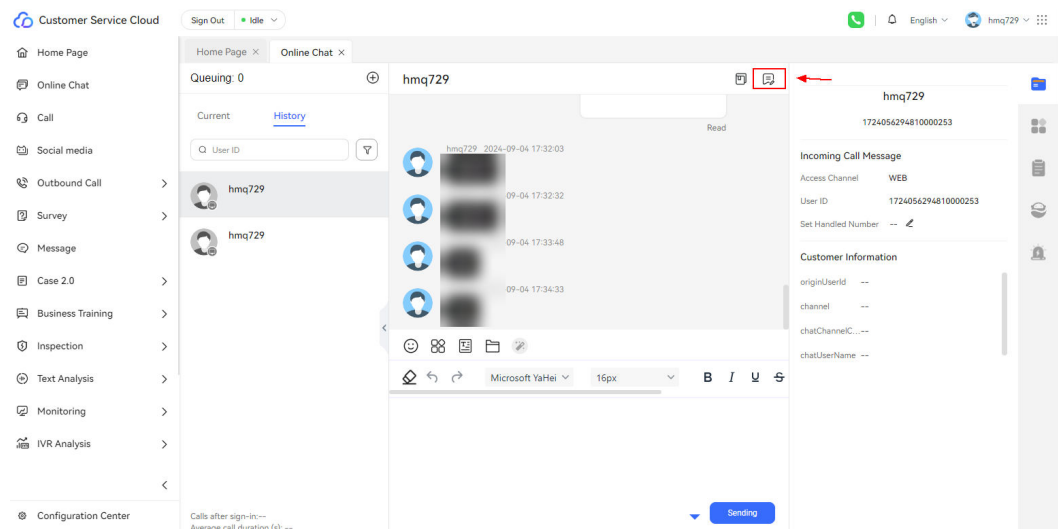 Customer Service Cloud
Sign Out
Idle
English
hmq729
Home Page
Online Chat
Call
Social media
Outbound Call
Survey
Message
Case 2.0
Business Training
Inspection
Text Analysis
Monitoring
IVR Analysis
Configuration Center
Home Page ×
Online Chat ×
Queuing: 0
Current
History
User ID
hmq729
hmq729
Calls after sign-in:--
Average call duration (s): --
hmq729
Read
hmq729 2024-09-04 17:32:03
09-04 17:32:32
09-04 17:33:48
09-04 17:34:33
Microsoft YaHei
16px
B I U S
Sending
hmq729
1724056294810000253
Incoming Call Message
Access Channel WEB
User ID 1724056294810000253
Set Handled Number --
Customer Information
originUserId --
channel --
chatChannelC...--
chatUserName --